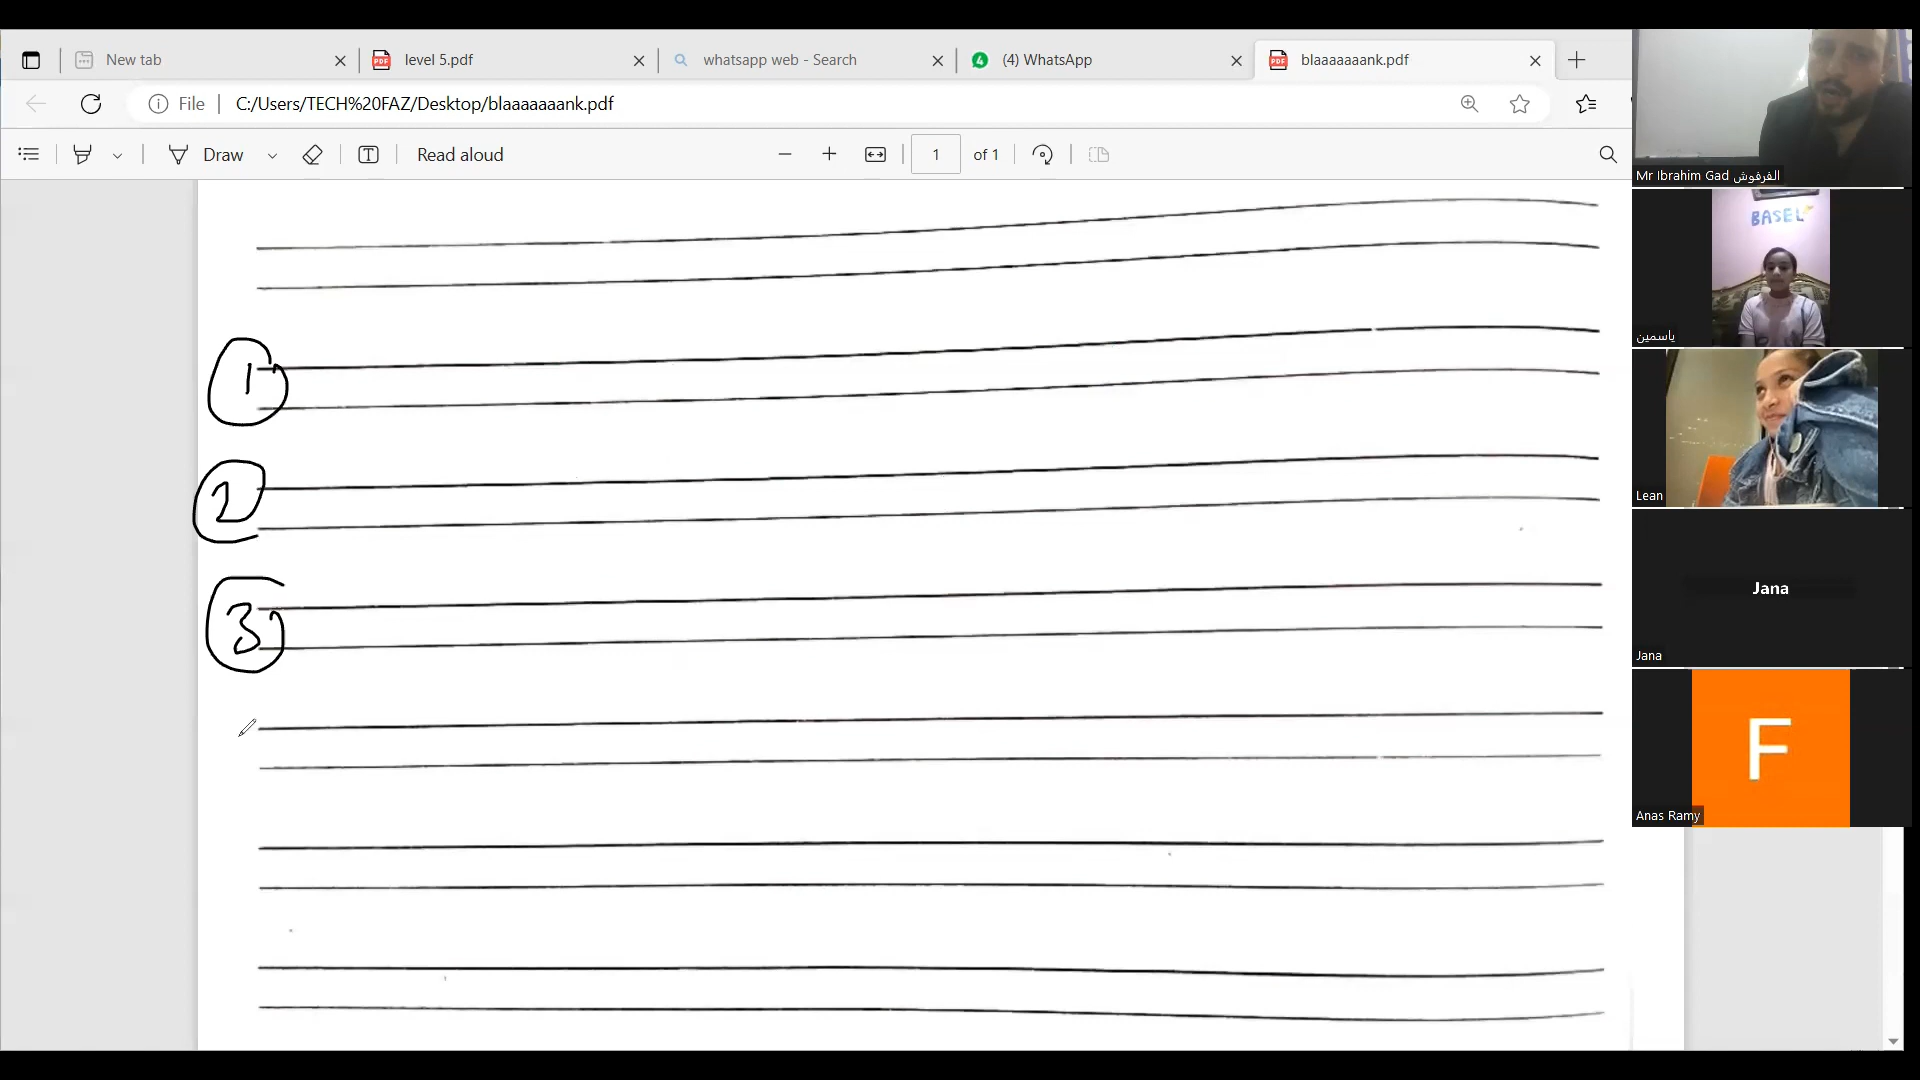 New tab
level 5.pdf
whatsapp web - Search
(4) WhatsApp
blaaaaaaank.pdf
File
C:/Users/TECH%20FAZ/Desktop/blaaaaaaank.pdf
Draw
Read aloud
1
of 1
Mr Ibrahim Gad الفرفوش
BASEL
ياسمين
1
2
Lean
3
Jana
Jana
F
Anas Ramy